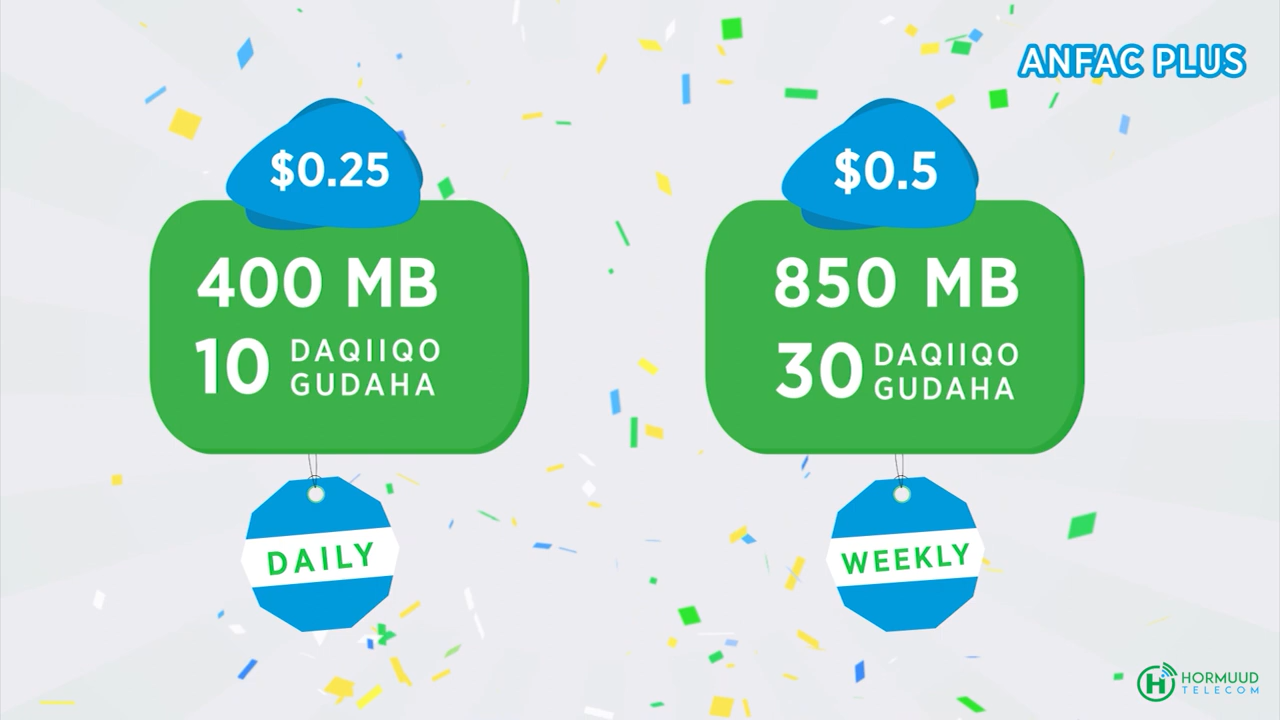 ANFAC PLUS
$0.25
400 MB
10 DAQIIQO
GUDAHA
DAILY
$0.5
850 MB
30 DAQIIQO
GUDAHA
WEEKLY
HORMUUD
TELECOM